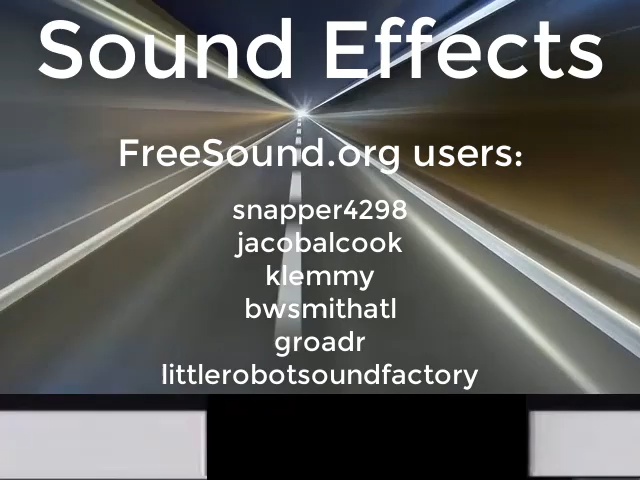 Sound Effects
FreeSound.org users:
snapper4298
jacobalcook
klemmy
bwsmithatl
groadr
littlerobotsoundfactory